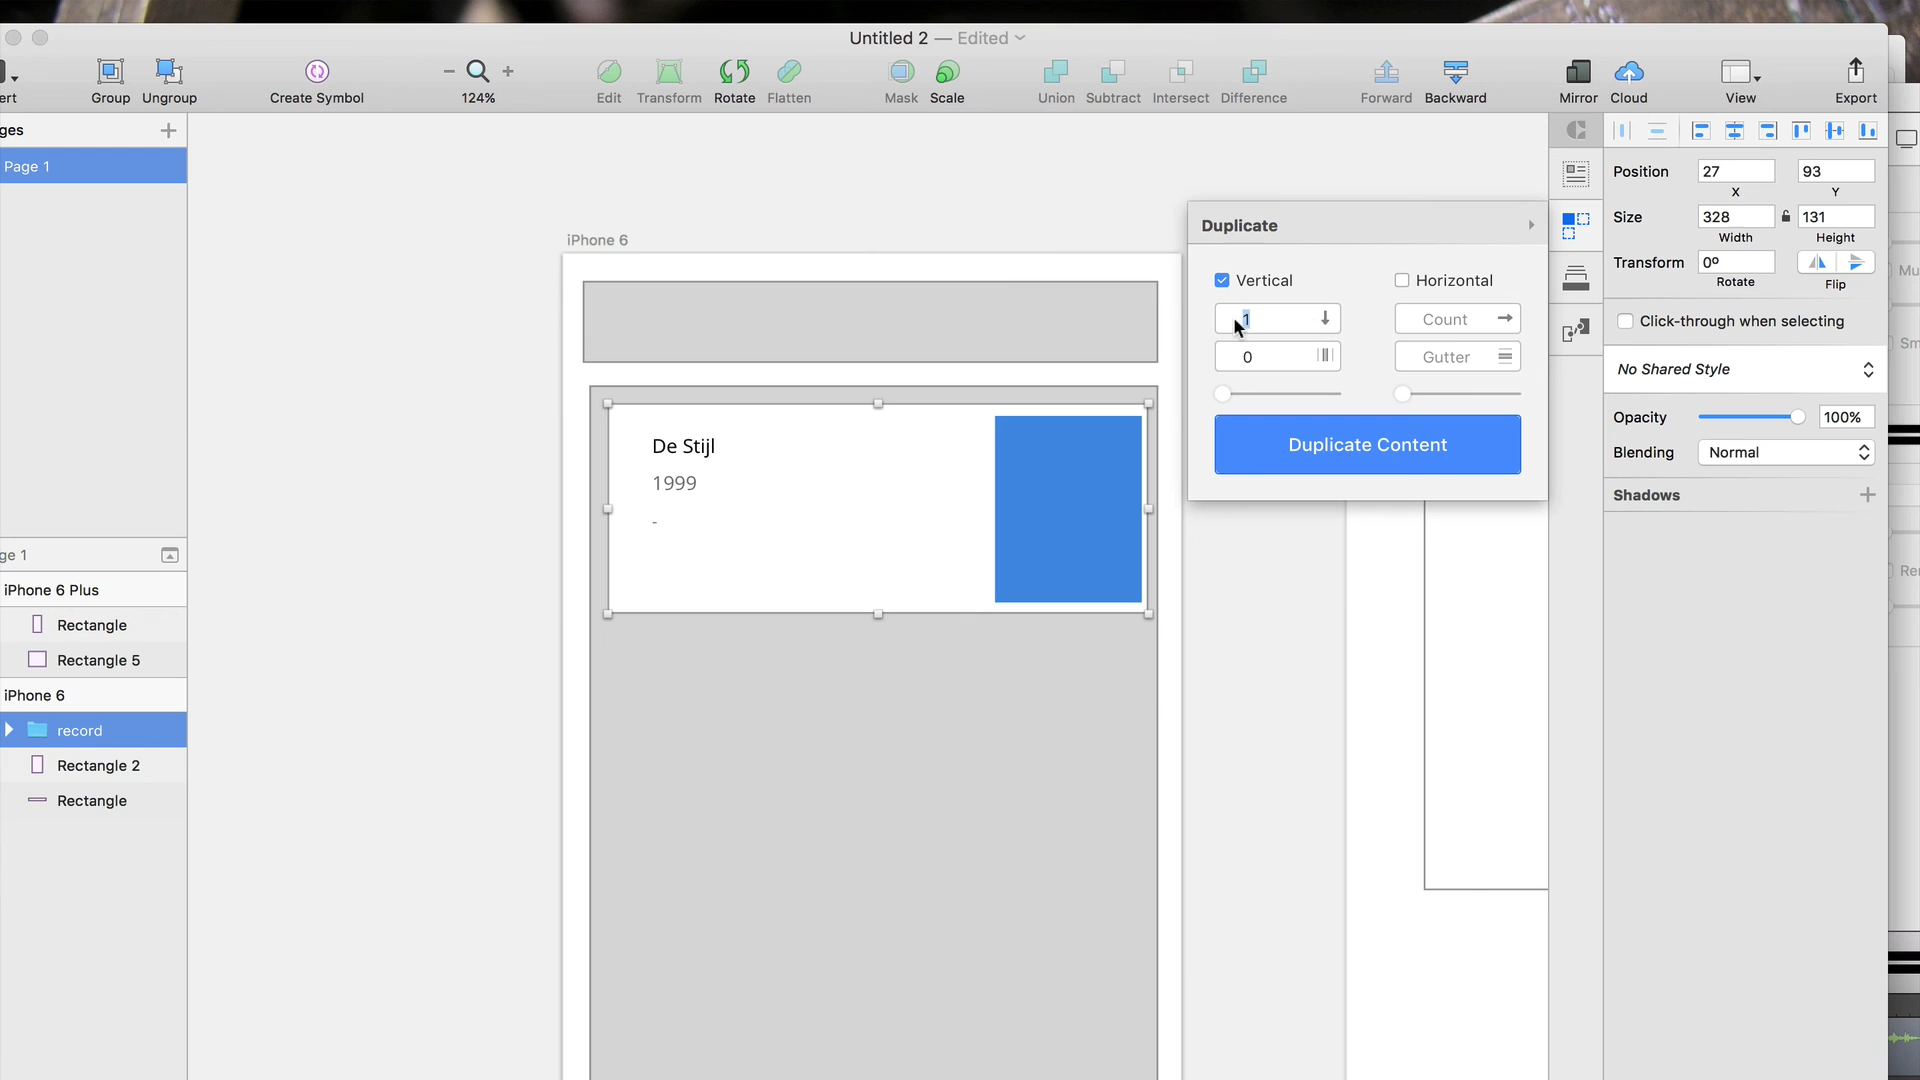 Untitled 2 — Edited
ert
Group
Ungroup
Create Symbol
124%
Edit
Transform
Rotate
Flatten
Mask
Scale
Union
Subtract
Intersect
Difference
Forward
Backward
Mirror
Cloud
View
Export
ges
Page 1
ge 1
iPhone 6 Plus
Rectangle
Rectangle 5
iPhone 6
record
Rectangle 2
Rectangle
iPhone 6
De Stijl
1999
-
Duplicate
Vertical
Horizontal
1
Count
0
Gutter
Duplicate Content
Position
27
93
X
Y
Size
328
131
Width
Height
Transform
0º
Rotate
Flip
Click-through when selecting
No Shared Style
Opacity
100%
Blending
Normal
Shadows
Mu
Sm
Rer